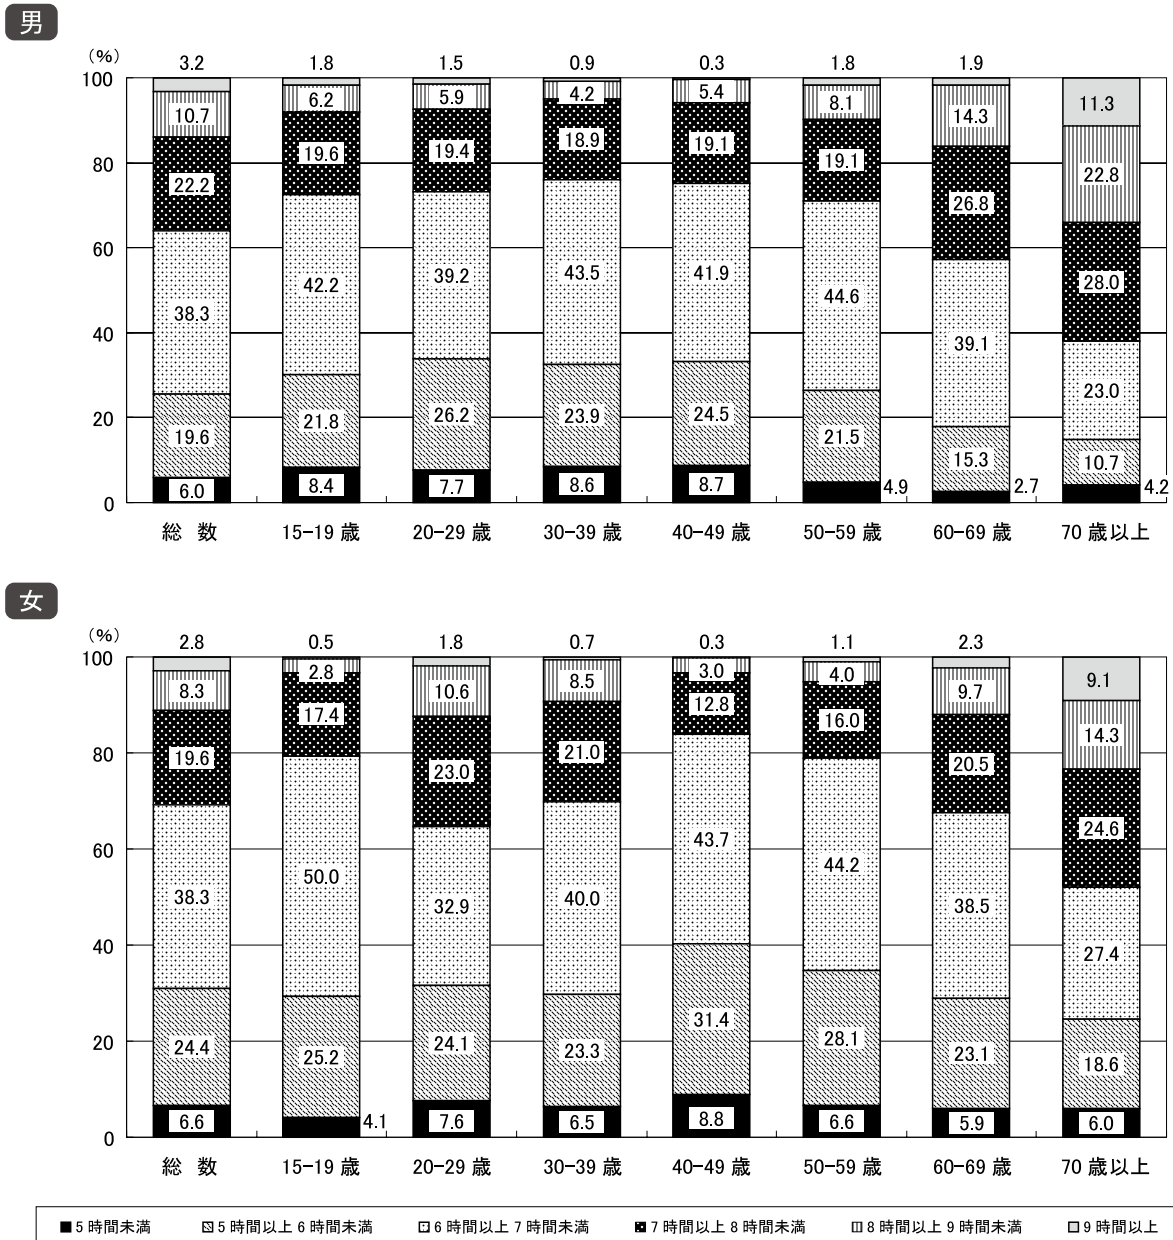 男
(%)
3.2 1.8 1.5 0.9 0.3 1.8 1.9
100
10.7 6.2 5.9 4.2 5.4 8.1 14.3 11.3
80
22.2 19.6 19.4 18.9 19.1 19.1 26.8 22.8
60
38.3 42.2 39.2 43.5 41.9 44.6 39.1 28.0
40
19.6 21.8 26.2 23.9 24.5 21.5 15.3 23.0
20
6.0 8.4 7.7 8.6 8.7 4.9 2.7 10.7
4.2
0
総 数 15-19 歳 20-29 歳 30-39 歳 40-49 歳 50-59 歳 60-69 歳 70 歳以上
女
(%)
2.8 0.5 1.8 0.7 0.3 1.1 2.3
100
8.3 2.8 10.6 8.5 3.0 4.0 9.7 9.1
80
19.6 17.4 23.0 21.0 12.8 16.0 20.5 14.3
60
38.3 50.0 32.9 40.0 43.7 44.2 38.5 24.6
40
24.4 25.2 24.1 23.3 31.4 28.1 23.1 27.4
20
6.6 4.1 7.6 6.5 8.8 6.6 5.9 18.6
6.0
0
総 数 15-19 歳 20-29 歳 30-39 歳 40-49 歳 50-59 歳 60-69 歳 70 歳以上
5 時間未満 5 時間以上 6 時間未満 6 時間以上 7 時間未満 7 時間以上 8 時間未満 8 時間以上 9 時間未満 9 時間以上